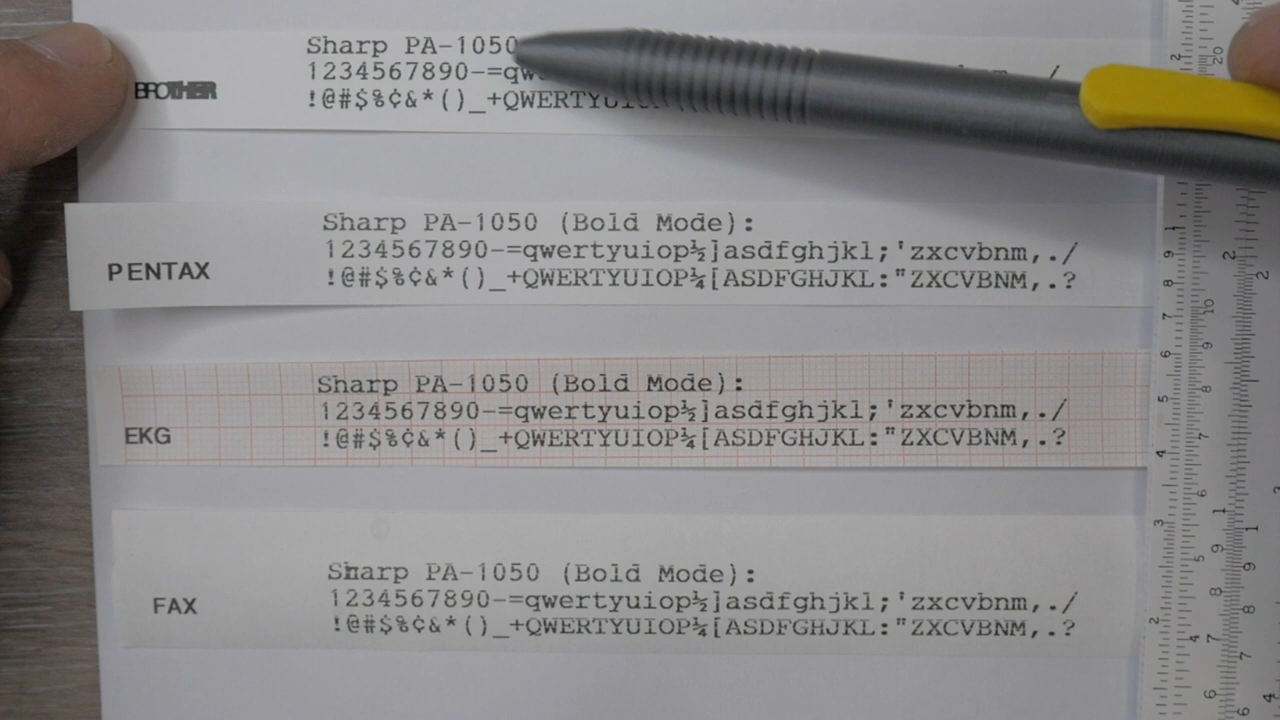 Sharp PA-1050
1234567890-=qw
BROTHER
!@#$%¢&*()_+QWERTYUIO
Sharp PA-1050 (Bold Mode):
1234567890-=qwertyuiop½]asdfghjkl;'zxcvbnm,./
PENTAX
!@#$%¢&*()_+QWERTYUIOP¼[ASDFGHJKL:"ZXCVBNM,.?
Sharp PA-1050 (Bold Mode):
1234567890-=qwertyuiop½]asdfghjkl;'zxcvbnm,./
EKG
!@#$%¢&*()_+QWERTYUIOP¼[ASDFGHJKL:"ZXCVBNM,.?
Sharp PA-1050 (Bold Mode):
1234567890-=qwertyuiop½]asdfghjkl;'zxcvbnm,./
FAX
!@#$%¢&*()_+QWERTYUIOP¼[ASDFGHJKL:"ZXCVBNM,.?